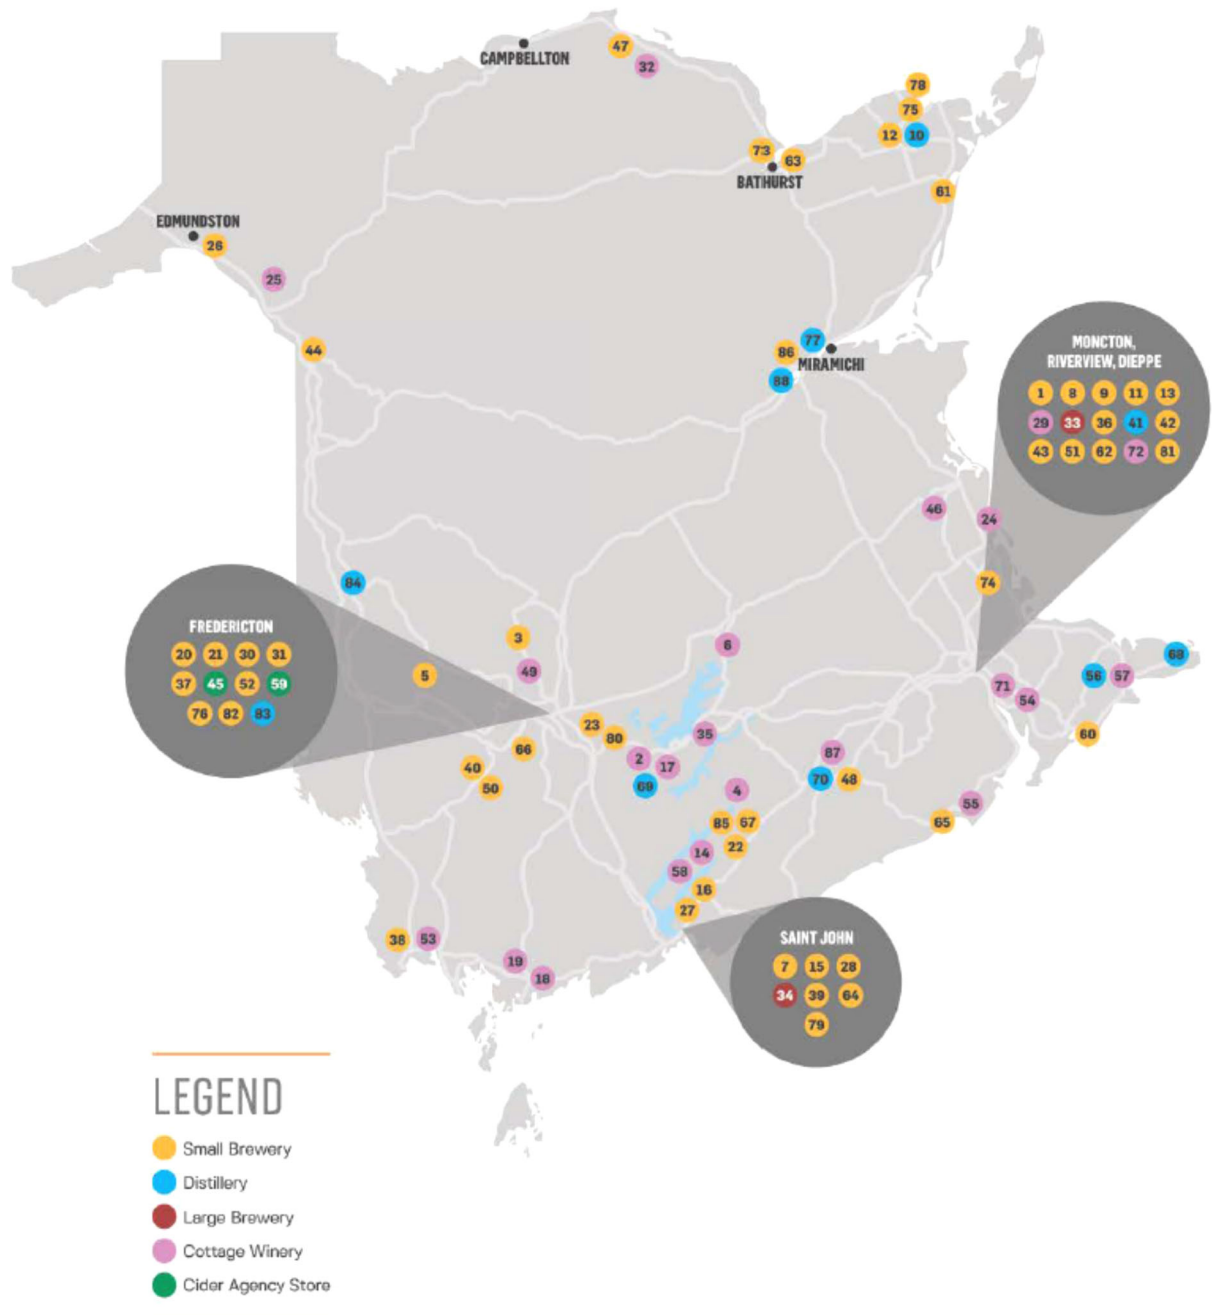 CAMPBELLTON
47
32
78
75
12 10
73 63
BATHURST
61
EDMUNDSTON
26
25
44
77
86
MIRAMICHI
88
MONCTON,
RIVERVIEW, DIEPPE
1 8 9 11 13
29 33 36 41 42
43 51 62 72 81
46
24
74
84
FREDERICTON
20 21 30 31
37 45 52 59
76 82 83
3
49
5
6
68
56 57
71
54
60
23
80
66
35
2
17
69
40
50
87
70 48
4
55
65
85 67
22
14
58
16
27
38 53
19
18
SAINT JOHN
7 15 28
34 39 64
79
LEGEND
Small Brewery
Distillery
Large Brewery
Cottage Winery
Cider Agency Store